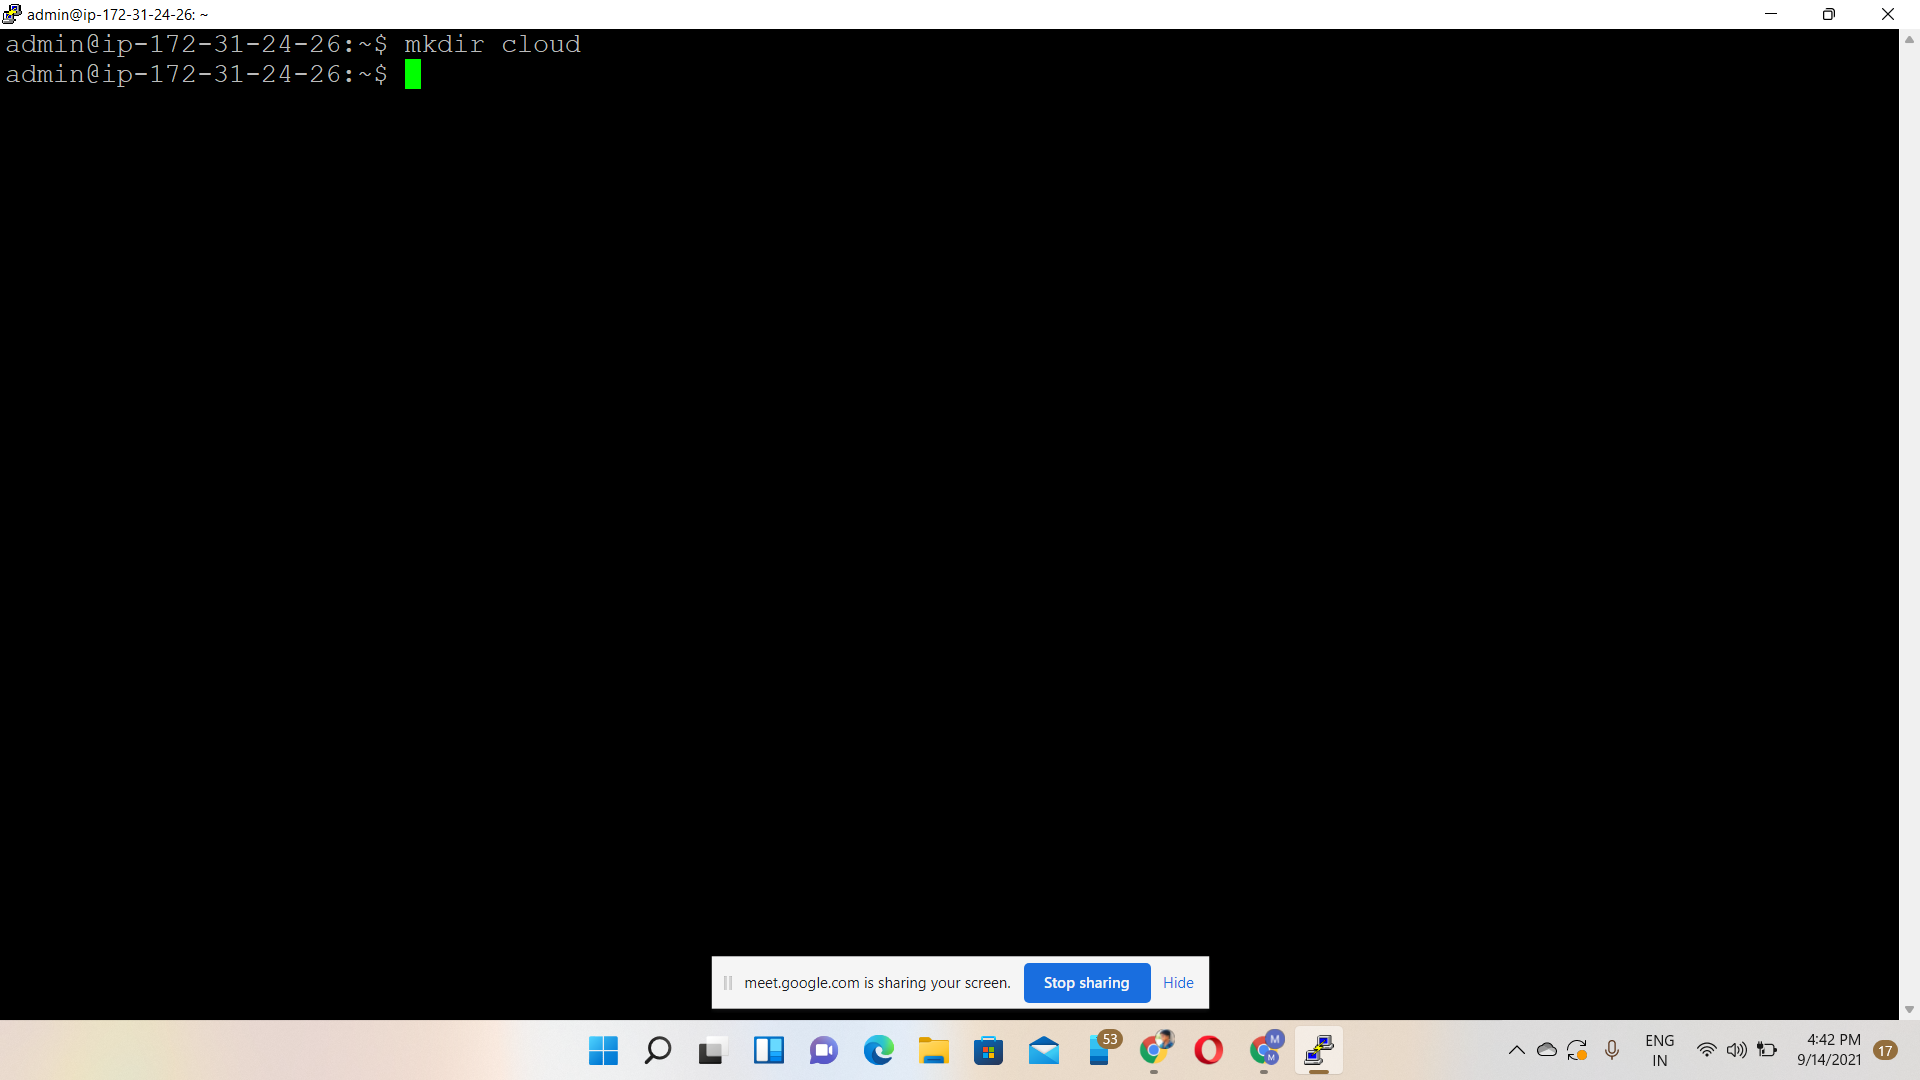 admin@ip-172-31-24-26: ~
admin@ip-172-31-24-26:~$ mkdir cloud
admin@ip-172-31-24-26:~$
meet.google.com is sharing your screen. Stop sharing Hide
53
M
M
ENG
IN
4:42 PM
9/14/2021
17